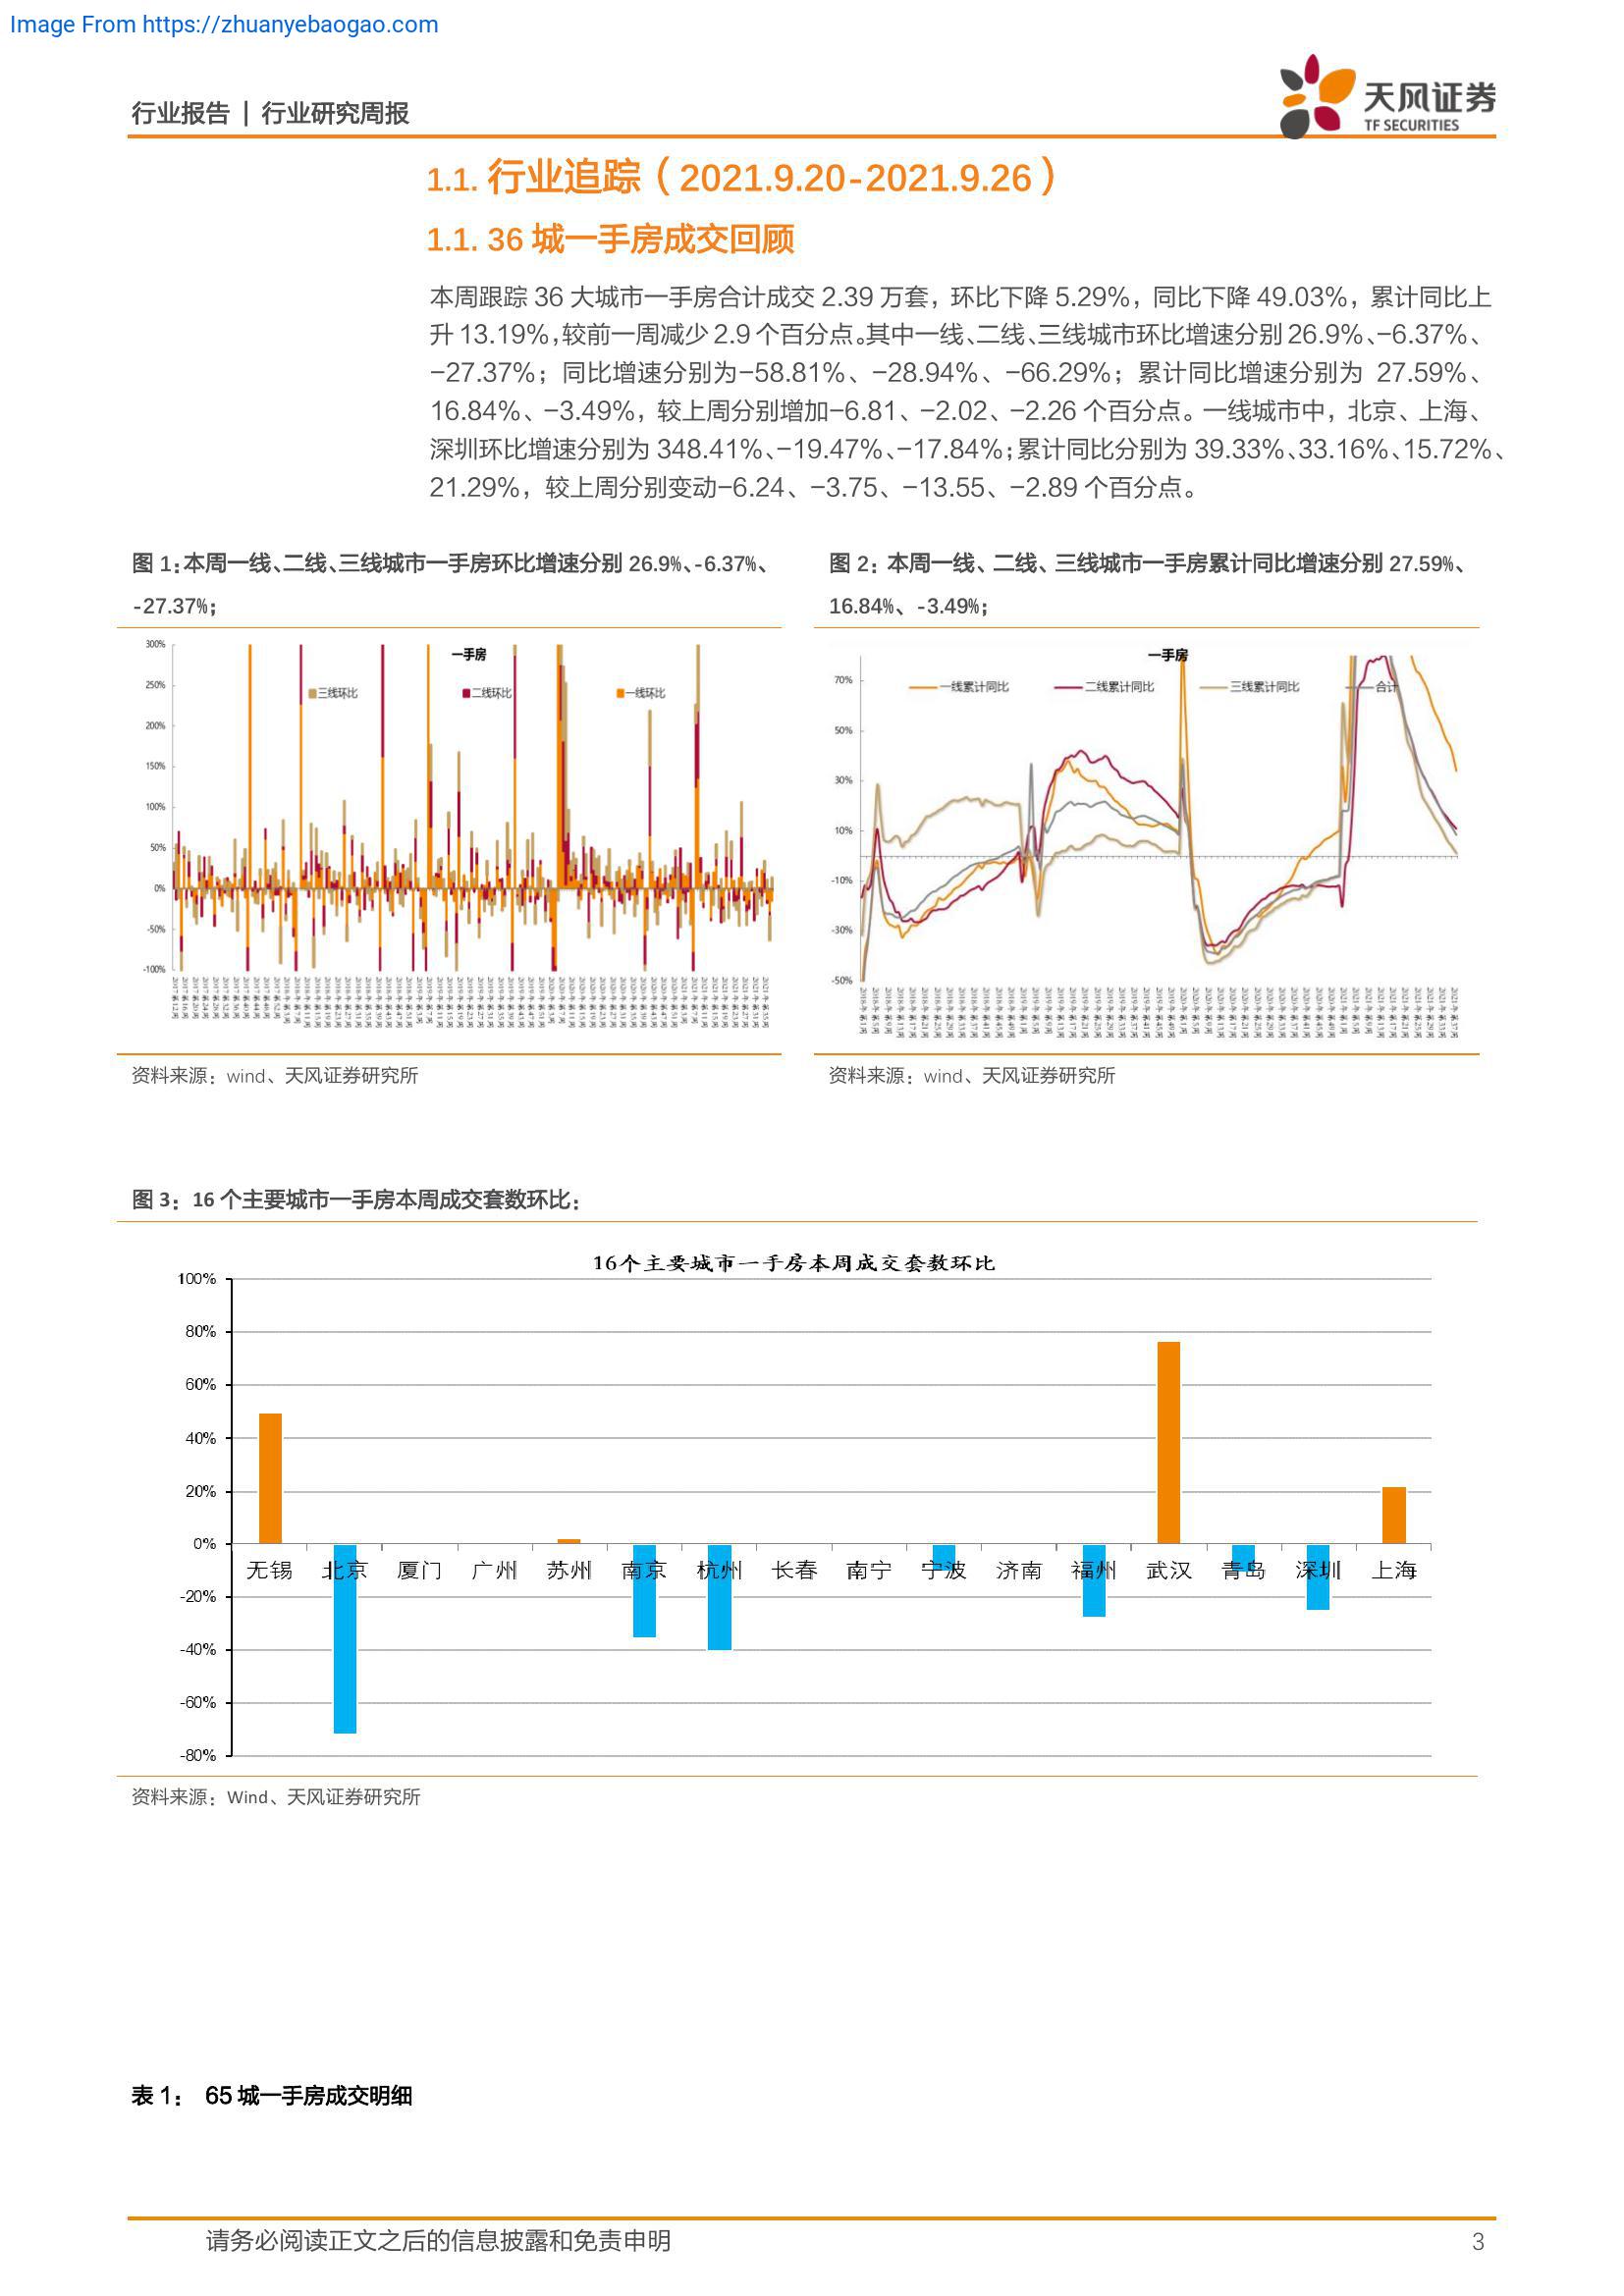 Image From https://zhuanyebaogao.com
行业报告 | 行业研究周报
天风证券
TF SECURITIES
1.1. 行业追踪（2021.9.20-2021.9.26）
1.1. 36 城一手房成交回顾
本周跟踪 36 大城市一手房合计成交 2.39 万套，环比下降 5.29%，同比下降 49.03%，累计同比上
升 13.19%，较前一周减少 2.9 个百分点。其中一线、二线、三线城市环比增速分别 26.9%、-6.37%、
-27.37%；同比增速分别为-58.81%、-28.94%、-66.29%；累计同比增速分别为 27.59%、
16.84%、-3.49%，较上周分别增加-6.81、-2.02、-2.26 个百分点。一线城市中，北京、上海、
深圳环比增速分别为 348.41%、-19.47%、-17.84%；累计同比分别为 39.33%、33.16%、15.72%、
21.29%，较上周分别变动-6.24、-3.75、-13.55、-2.89 个百分点。
图 1：本周一线、二线、三线城市一手房环比增速分别 26.9%、-6.37%、
-27.37%；
一手房
三线环比 二线环比 一线环比
300%
250%
200%
150%
100%
50%
0%
-50%
-100%
资料来源：wind、天风证券研究所
图 2：本周一线、二线、三线城市一手房累计同比增速分别 27.59%、
16.84%、-3.49%；
一手房
一线累计同比 二线累计同比 三线累计同比 合计
70%
50%
30%
10%
-10%
-30%
-50%
资料来源：wind、天风证券研究所
图 3：16 个主要城市一手房本周成交套数环比；
16个主要城市一手房本周成交套数环比
100%
80%
60%
40%
20%
0%
无锡 北京 厦门 广州 苏州 南京 杭州 长春 南宁 宁波 济南 福州 武汉 青岛 深圳 上海
-20%
-40%
-60%
-80%
资料来源：Wind、天风证券研究所
表 1： 65 城一手房成交明细
请务必阅读正文之后的信息披露和免责申明 3